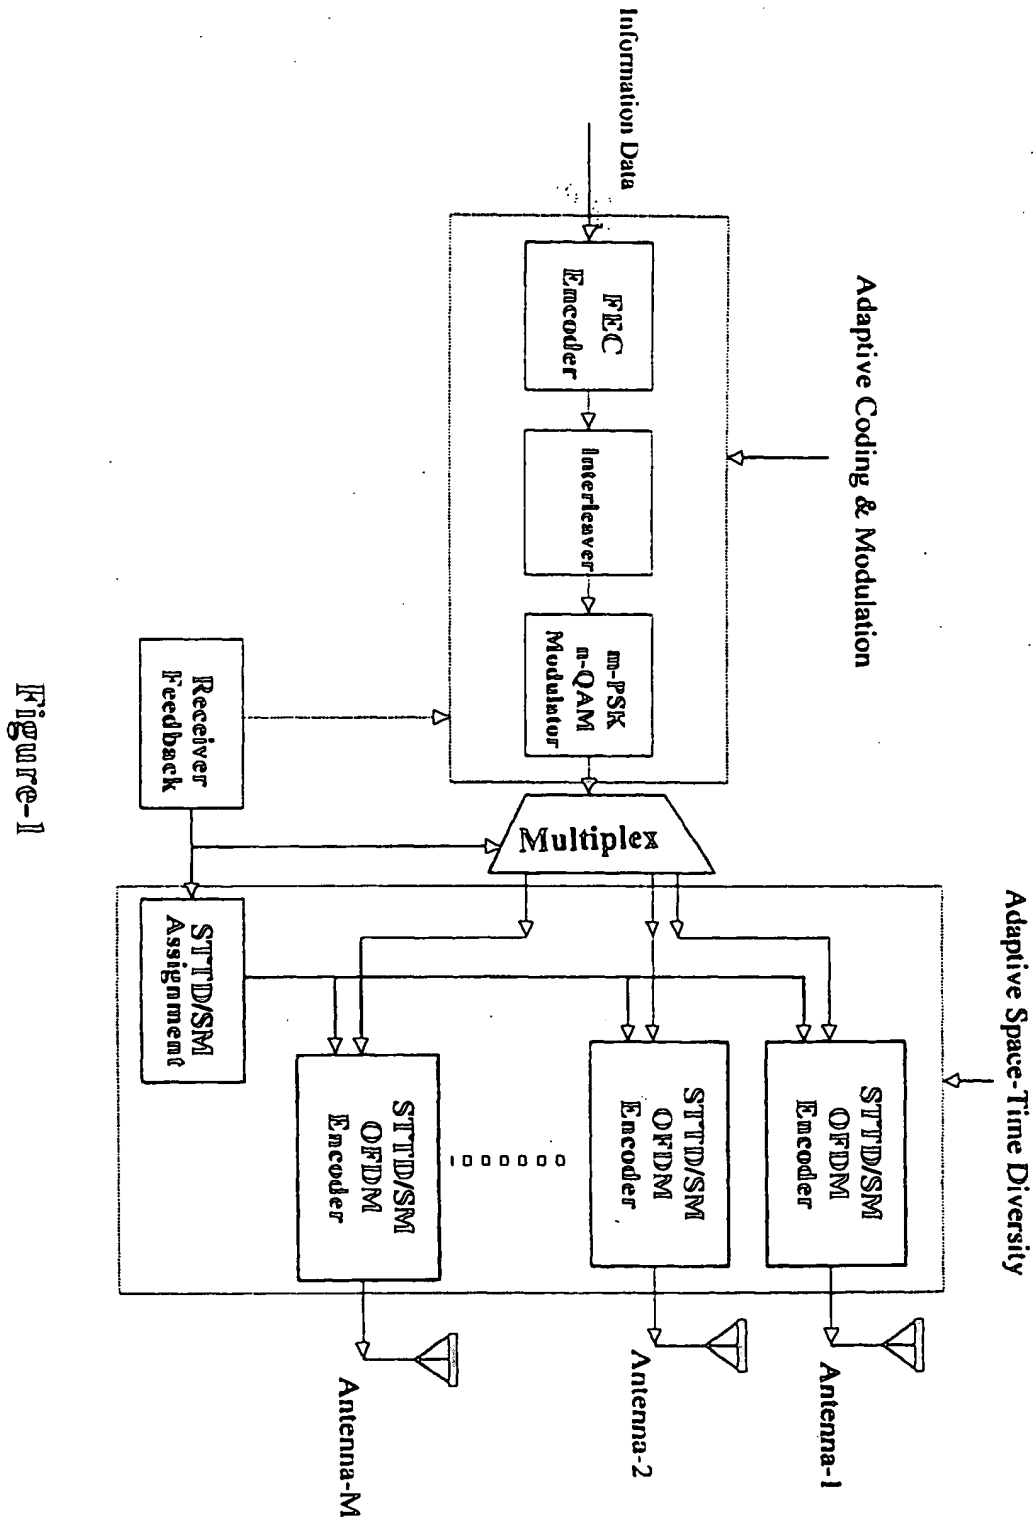 Adaptive Space-Time Diversity
Adaptive Coding & Modulation
Information Data
FEC
Encoder
Interleaver
m-PSK
n-QAM
Modulator
Multiplex
STTD/SM
OFDM
Encoder
Antenna-1
STTD/SM
OFDM
Encoder
Antenna-2
STTD/SM
OFDM
Encoder
Antenna-M
Receiver
Feedback
STTD/SM
Assignment
Figure-1